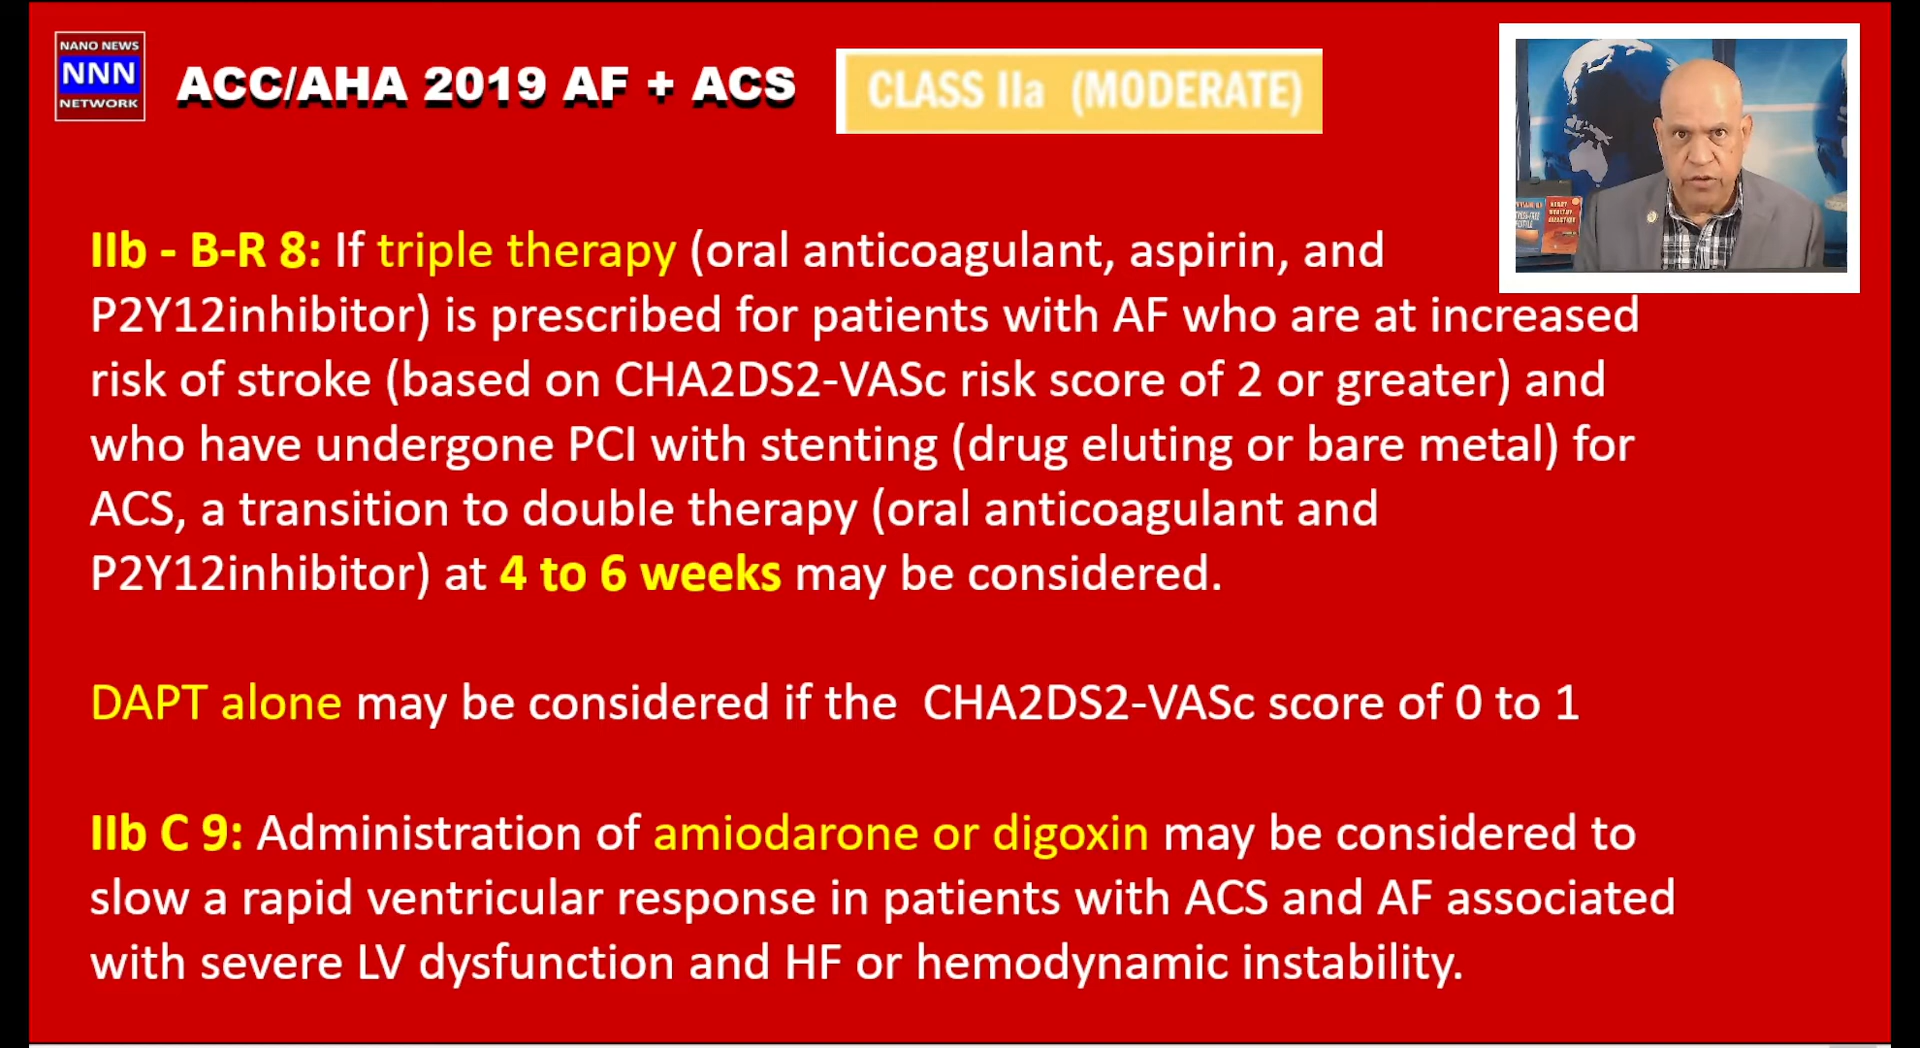 NANO NEWS
NNN
NETWORK
ACC/AHA 2019 AF + ACS
CLASS IIa (MODERATE)
IIb - B-R 8: If triple therapy (oral anticoagulant, aspirin, and
P2Y12inhibitor) is prescribed for patients with AF who are at increased
risk of stroke (based on CHA2DS2-VASc risk score of 2 or greater) and
who have undergone PCI with stenting (drug eluting or bare metal) for
ACS, a transition to double therapy (oral anticoagulant and
P2Y12inhibitor) at 4 to 6 weeks may be considered.
DAPT alone may be considered if the CHA2DS2-VASc score of 0 to 1
IIb C 9: Administration of amiodarone or digoxin may be considered to
slow a rapid ventricular response in patients with ACS and AF associated
with severe LV dysfunction and HF or hemodynamic instability.